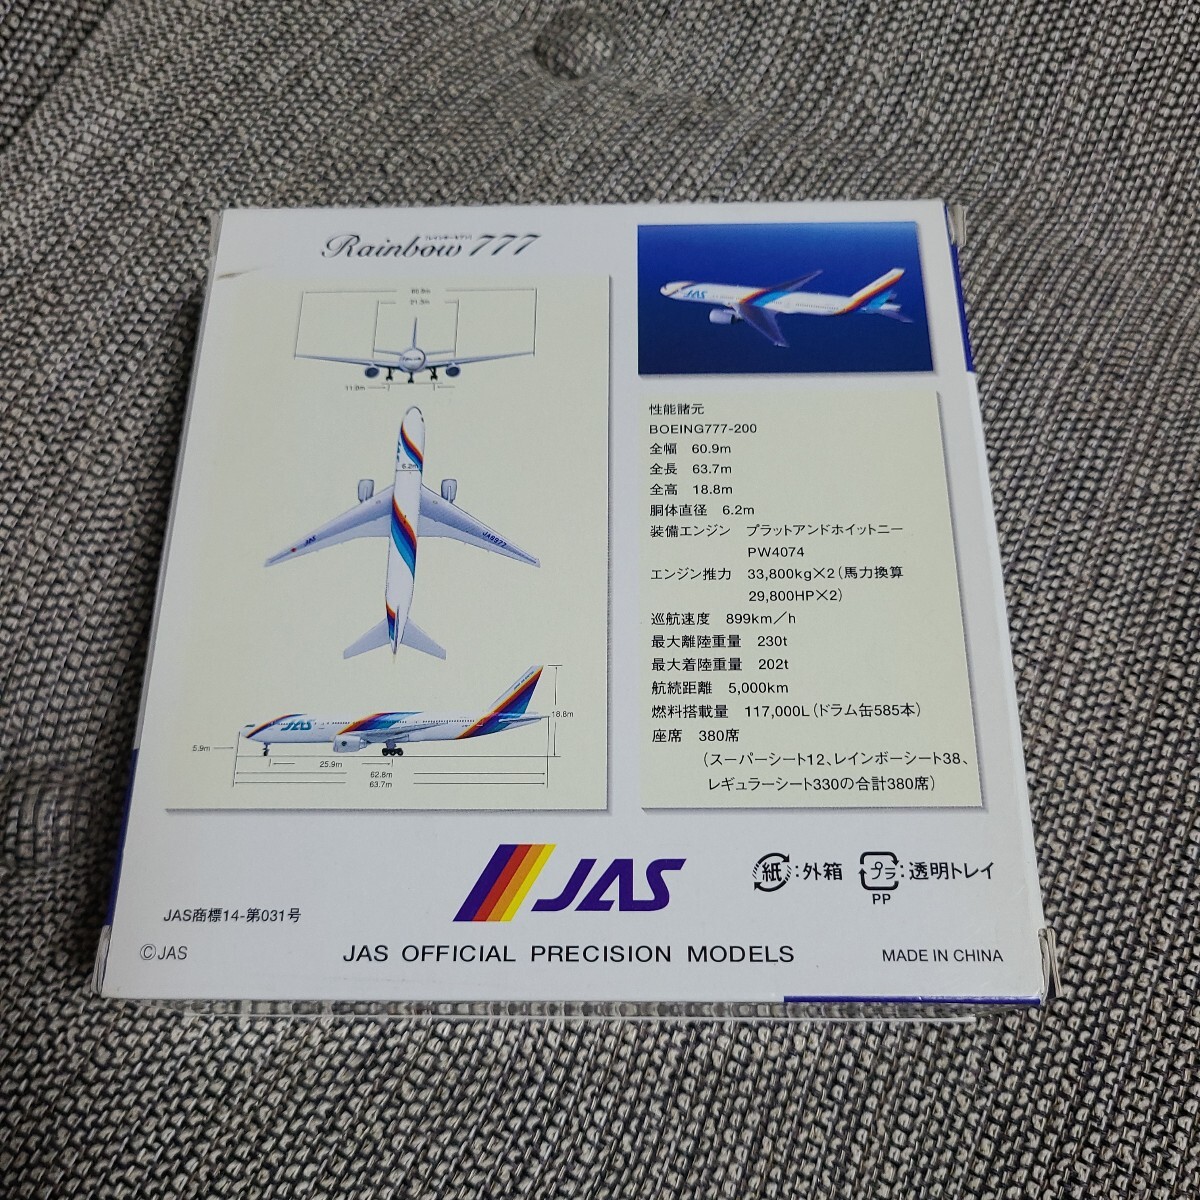 Rainbow777
60.9m
21.3m
11.0m
6.2m
JAS
JA8977
JAS
18.8m
5.9m
25.9m
62.8m
63.7m
JAS
性能諸元
BOEING777-200
全幅 60.9m
全長 63.7m
全高 18.8m
胴体直径 6.2m
装備エンジン プラットアンドホイットニー
PW4074
エンジン推力 33,800kg×2(馬力換算
29,800HP×2)
巡航速度 899km/h
最大離陸重量 230t
最大着陸重量 202t
航続距離 5,000km
燃料搭載量 117,000L(ドラム缶585本)
座席 380席
(スーパーシート12、レインボーシート38、
レギュラーシート330の合計380席)
JAS
紙:外箱 プラ:透明トレイ
PP
JAS商標14-第031号
©JAS
JAS OFFICIAL PRECISION MODELS
MADE IN CHINA